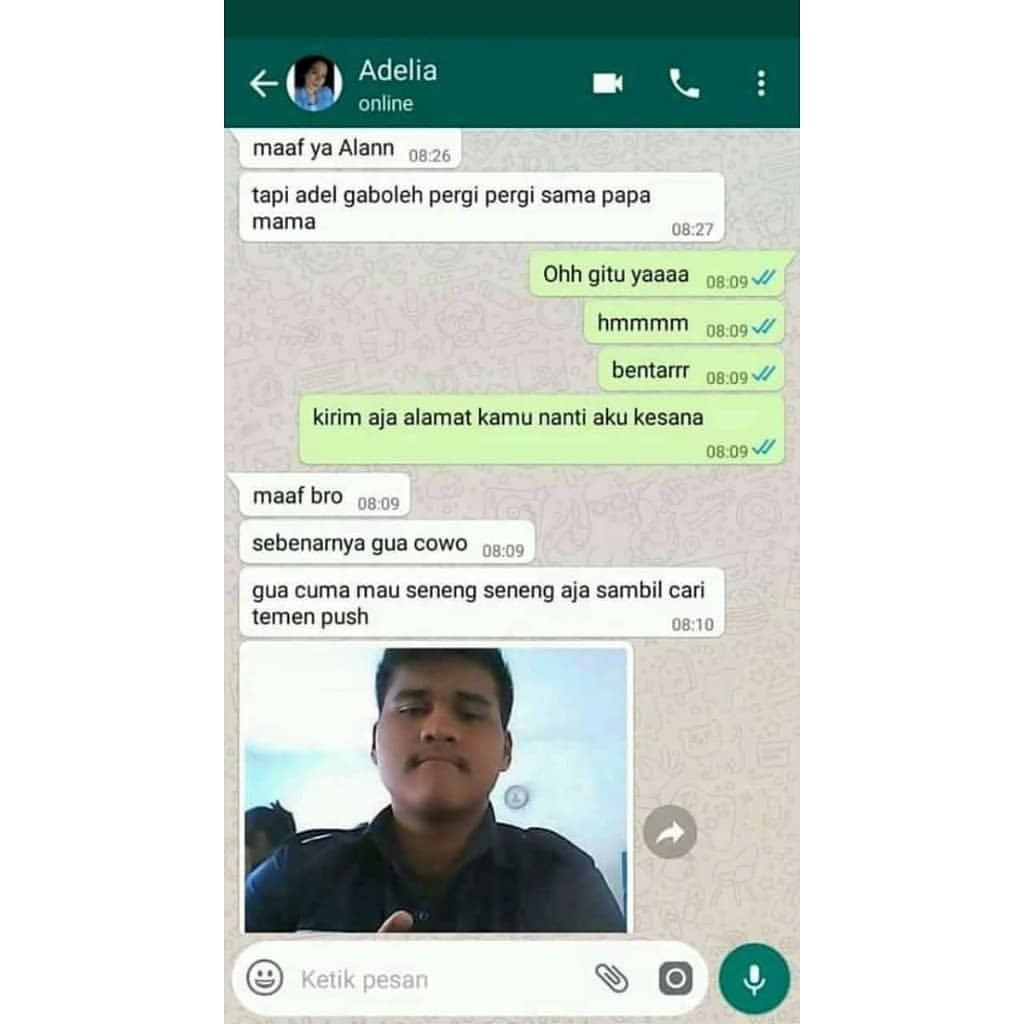 Adelia
online
maaf ya Alann 08:26
tapi adel gaboleh pergi pergi sama papa
mama 08:27
Ohh gitu yaaaa 08:09
hmmmm 08:09
bentarrr 08:09
kirim aja alamat kamu nanti aku kesana
08:09
maaf bro 08:09
sebenarnya gua cowo 08:09
gua cuma mau seneng seneng aja sambil cari
temen push 08:10
Ketik pesan